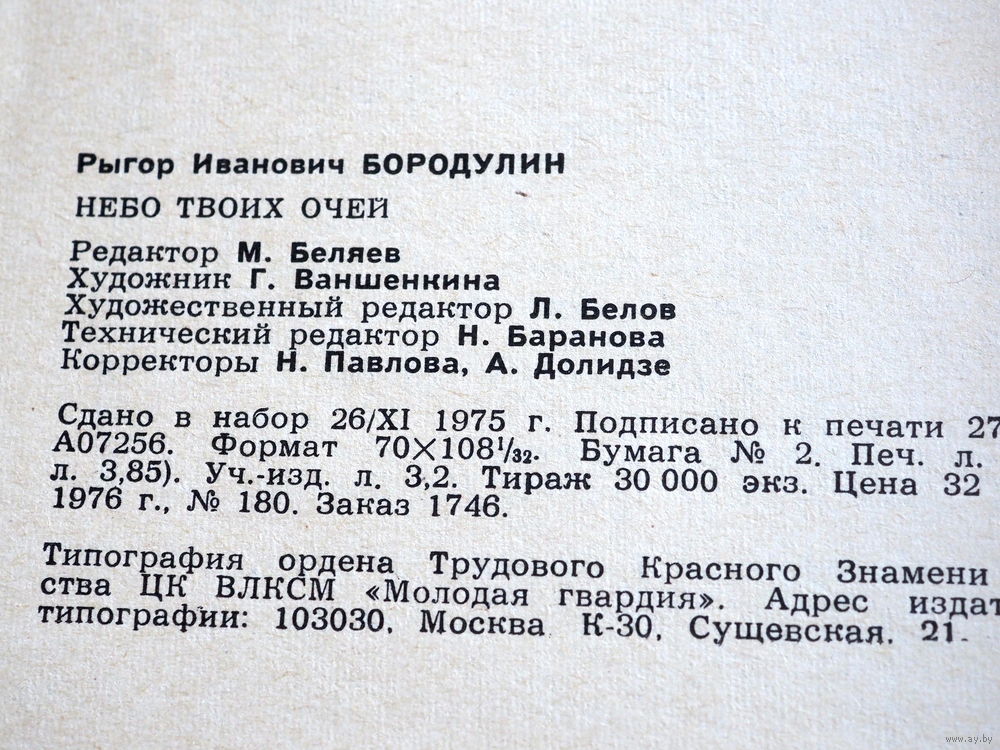 Рыгор Иванович БОРОДУЛИН
НЕБО ТВОИХ ОЧЕЙ
Редактор М. Беляев
Художник Г. Ваншенкина
Художественный редактор Л. Белов
Технический редактор Н. Баранова
Корректоры Н. Павлова, А. Долидзе
Сдано в набор 26/XI 1975 г. Подписано к печати 27
А07256. Формат 70×108¹/₃₂. Бумага № 2. Печ. л.
л. 3,85). Уч.-изд. л. 3,2. Тираж 30 000 экз. Цена 32
1976 г., № 180. Заказ 1746.
Типография ордена Трудового Красного Знамени
ства ЦК ВЛКСМ «Молодая гвардия». Адрес издат
типографии: 103030, Москва К-30, Сущевская, 21.
www.ay.by